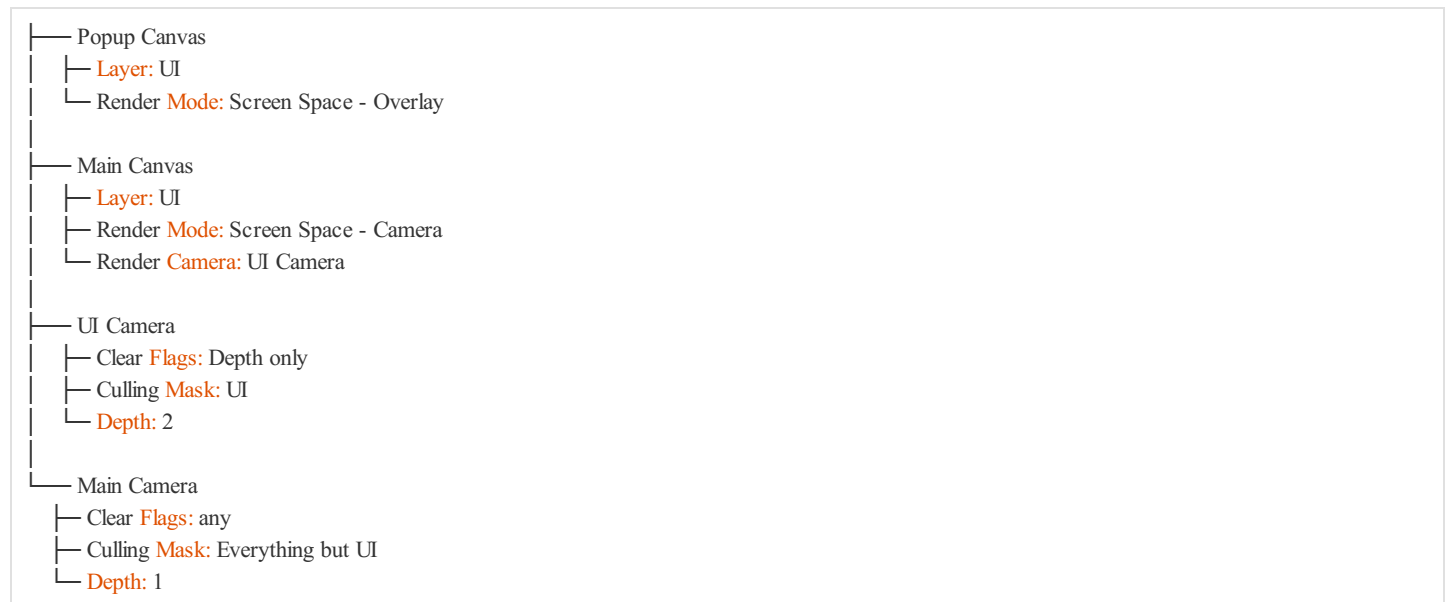 ├── Popup Canvas
│   ├─ Layer: UI
│   └─ Render Mode: Screen Space - Overlay
│
├── Main Canvas
│   ├─ Layer: UI
│   ├─ Render Mode: Screen Space - Camera
│   └─ Render Camera: UI Camera
│
├── UI Camera
│   ├─ Clear Flags: Depth only
│   ├─ Culling Mask: UI
│   └─ Depth: 2
│
└── Main Camera
    ├─ Clear Flags: any
    ├─ Culling Mask: Everything but UI
    └─ Depth: 1